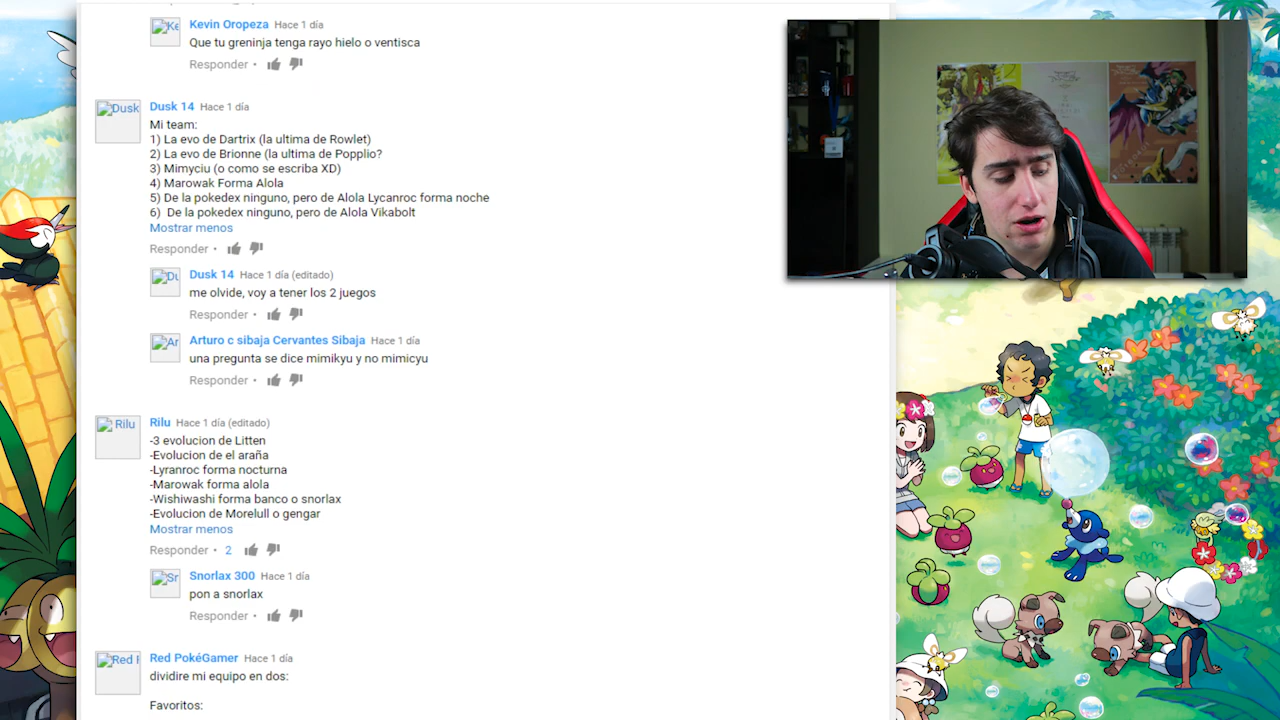 Ke
Kevin Oropeza Hace 1 día
Que tu greninja tenga rayo hielo o ventisca
Responder •
Dusk
Dusk 14 Hace 1 día
Mi team:
1) La evo de Dartrix (la ultima de Rowlet)
2) La evo de Brionne (la ultima de Popplio?
3) Mimyciu (o como se escriba XD)
4) Marowak Forma Alola
5) De la pokedex ninguno, pero de Alola Lycanroc forma noche
6) De la pokedex ninguno, pero de Alola Vikabolt
Mostrar menos
Responder •
Du
Dusk 14 Hace 1 día (editado)
me olvide, voy a tener los 2 juegos
Responder •
Ar
Arturo c sibaja Cervantes Sibaja Hace 1 día
una pregunta se dice mimikyu y no mimicyu
Responder •
Rilu
Rilu Hace 1 día (editado)
-3 evolucion de Litten
-Evolucion de el araña
-Lyranroc forma nocturna
-Marowak forma alola
-Wishiwashi forma banco o snorlax
-Evolucion de Morelull o gengar
Mostrar menos
Responder • 2
Sr
Snorlax 300 Hace 1 día
pon a snorlax
Responder •
Red
Red PokéGamer Hace 1 día
dividire mi equipo en dos:
Favoritos: